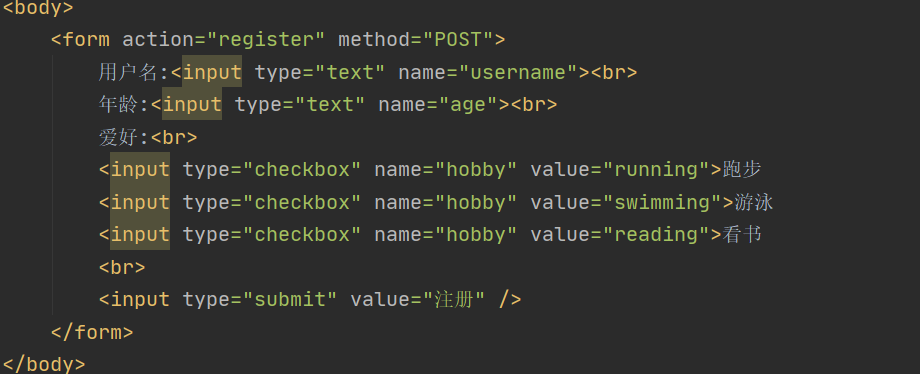 <body>
<form action="register" method="POST">
用户名:<input type="text" name="username"><br>
年龄:<input type="text" name="age"><br>
爱好:<br>
<input type="checkbox" name="hobby" value="running">跑步
<input type="checkbox" name="hobby" value="swimming">游泳
<input type="checkbox" name="hobby" value="reading">看书
<br>
<input type="submit" value="注册" />
</form>
</body>